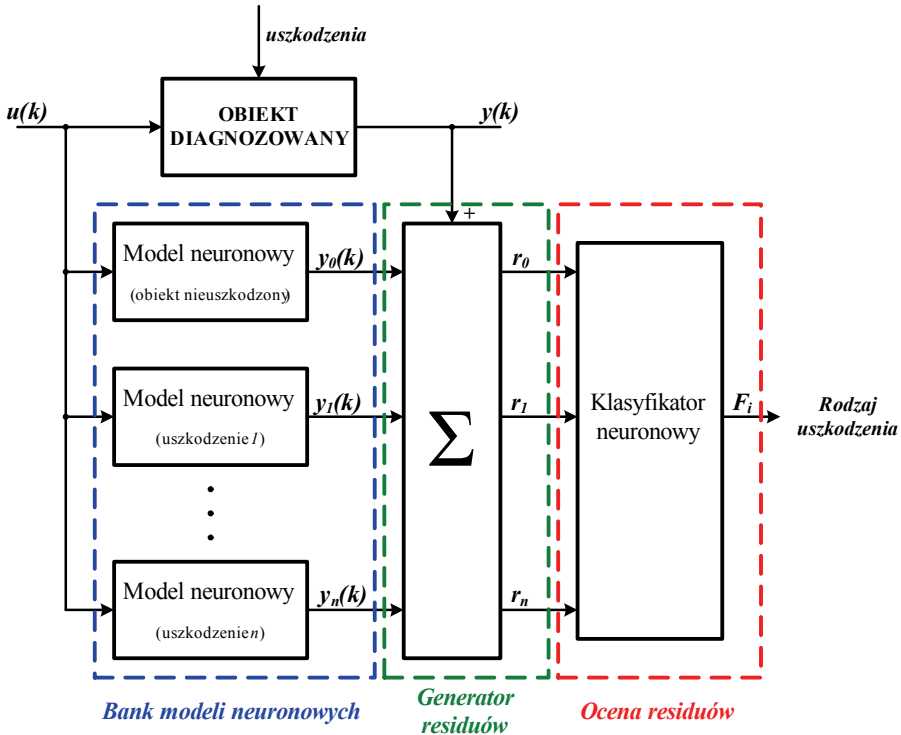 uszkodzenia
u(k)
OBIEKT
DIAGNOZOWANY
y(k)
+
Model neuronowy
(obiekt nieuszkodzony)
y0(k)
r0
Model neuronowy
(uszkodzenie 1)
y1(k)
Σ
r1
Klasyfikator
neuronowy
Fi
Rodzaj
uszkodzenia
Model neuronowy
(uszkodzenie n)
yn(k)
rn
Bank modeli neuronowych
Generator
residuów
Ocena residuów